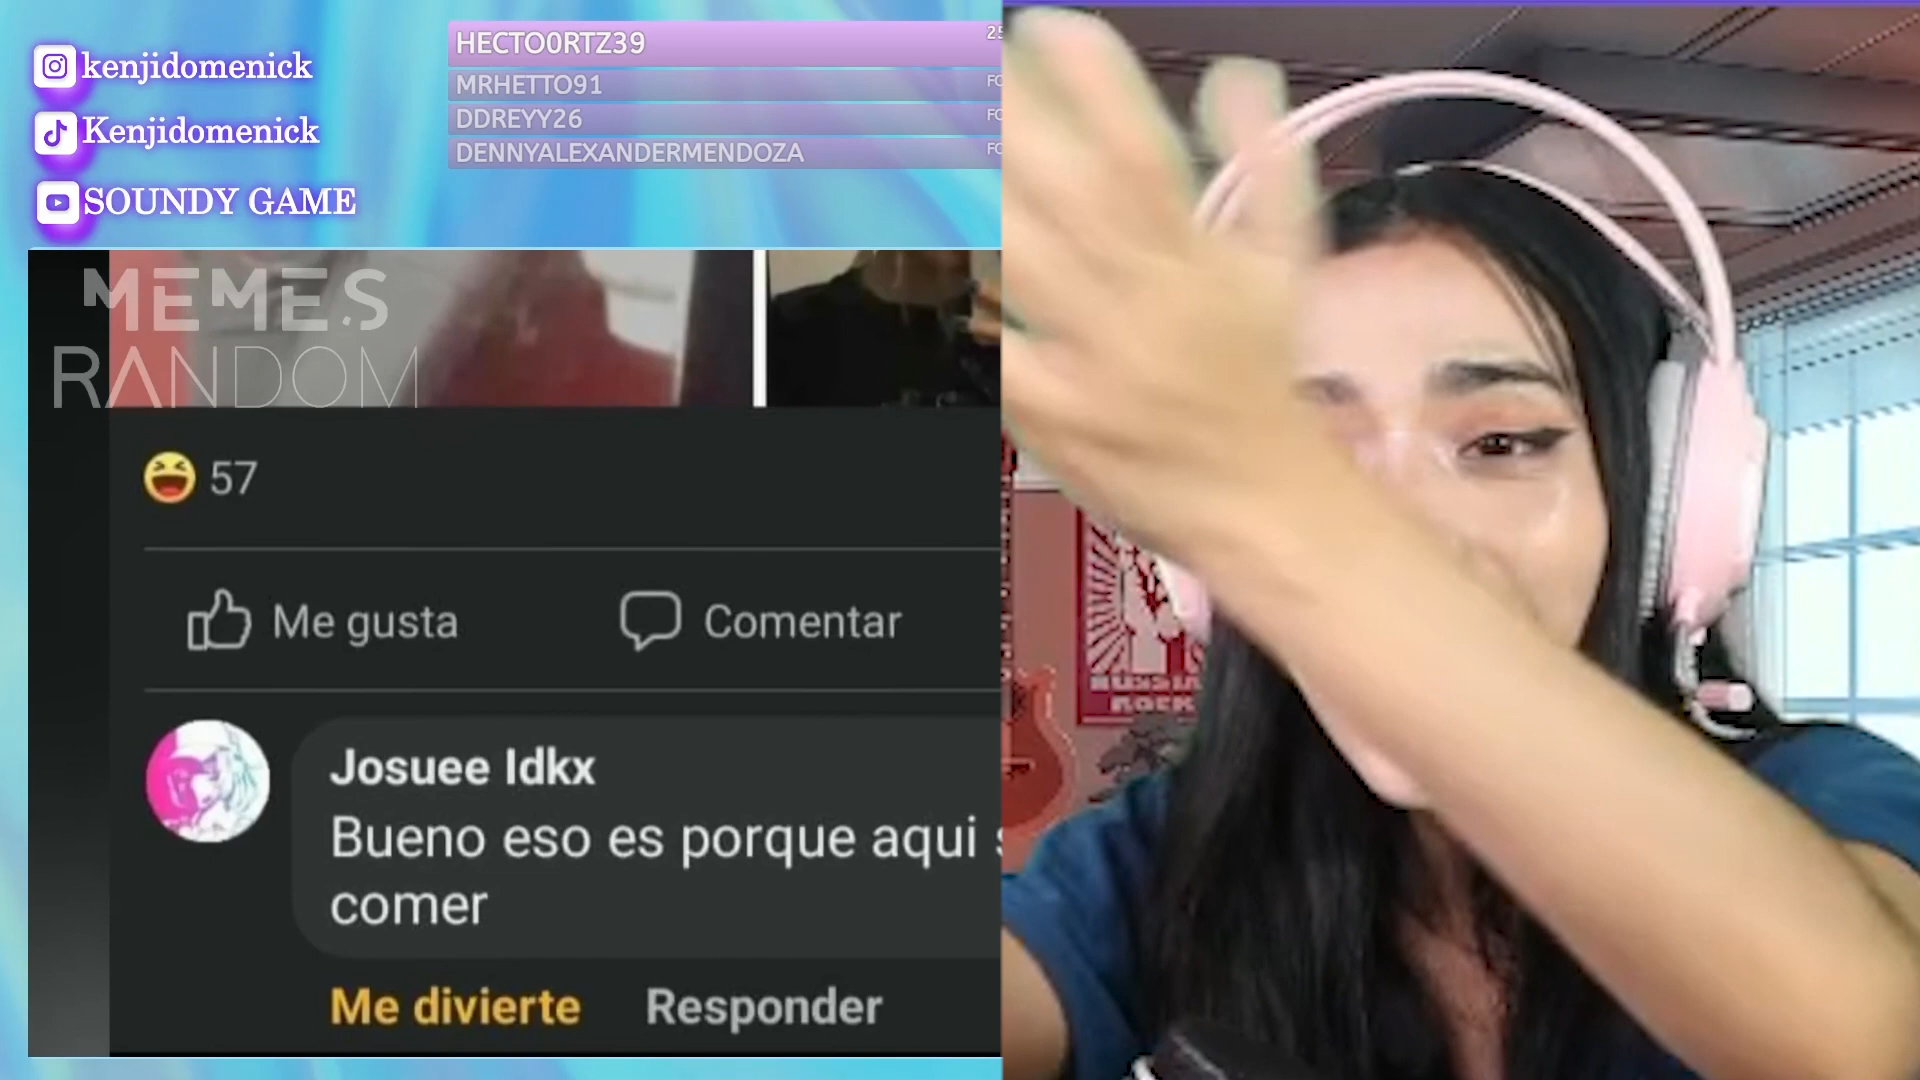 kenjidomenick
Kenjidomenick
SOUNDY GAME
HECTO0RTZ39
MRHETTO91
DDREYY26
DENNYALEXANDERMENDOZA
MEMES
RANDOM
57
Me gusta
Comentar
Josuee Idkx
Bueno eso es porque aqui
comer
Me divierte
Responder